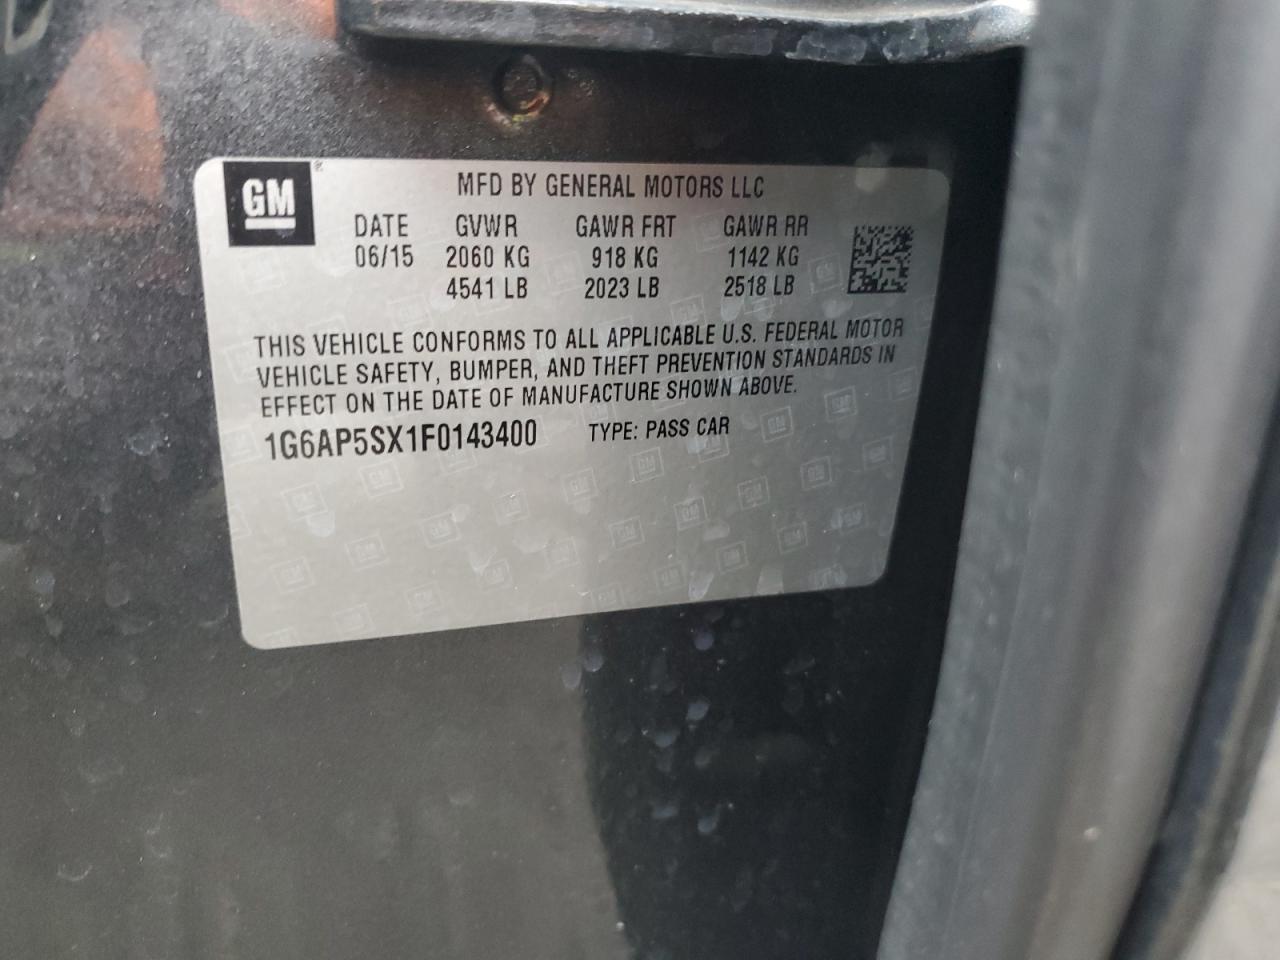 GM
MFD BY GENERAL MOTORS LLC
DATE GVWR GAWR FRT GAWR RR
06/15 2060 KG 918 KG 1142 KG
4541 LB 2023 LB 2518 LB
THIS VEHICLE CONFORMS TO ALL APPLICABLE U.S. FEDERAL MOTOR
VEHICLE SAFETY, BUMPER, AND THEFT PREVENTION STANDARDS IN
EFFECT ON THE DATE OF MANUFACTURE SHOWN ABOVE.
1G6AP5SX1F0143400 TYPE: PASS CAR